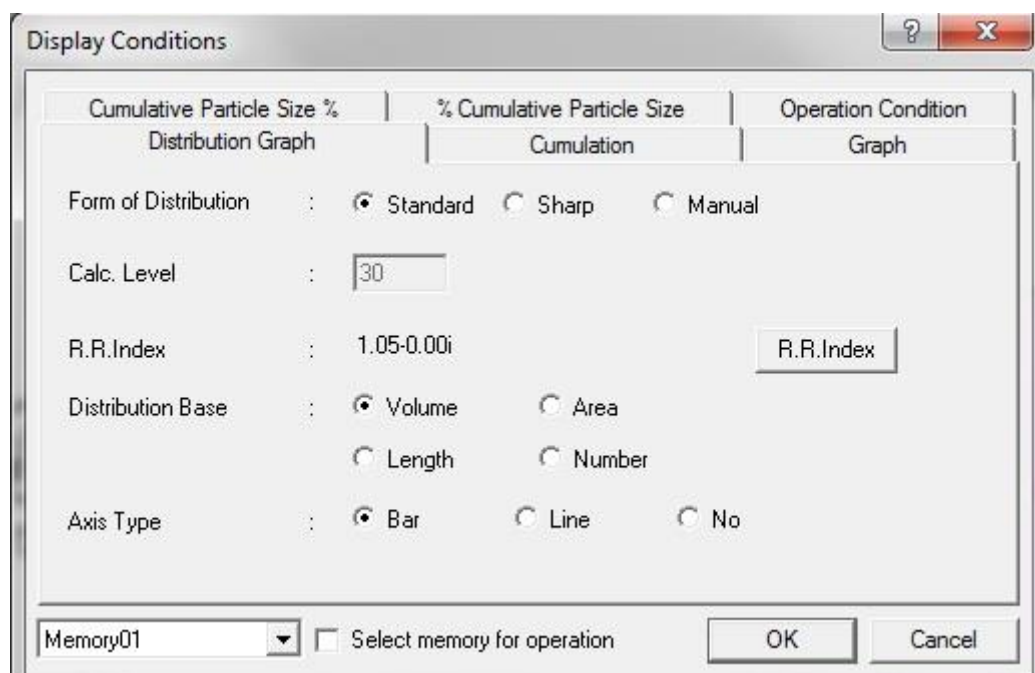 Display Conditions
Cumulative Particle Size % % Cumulative Particle Size Operation Condition
Distribution Graph Cumulation Graph
Form of Distribution : Standard Sharp Manual
Calc. Level : 30
R.R.Index : 1.05-0.00i R.R.Index
Distribution Base : Volume Area
Length Number
Axis Type : Bar Line No
Memory01 Select memory for operation OK Cancel